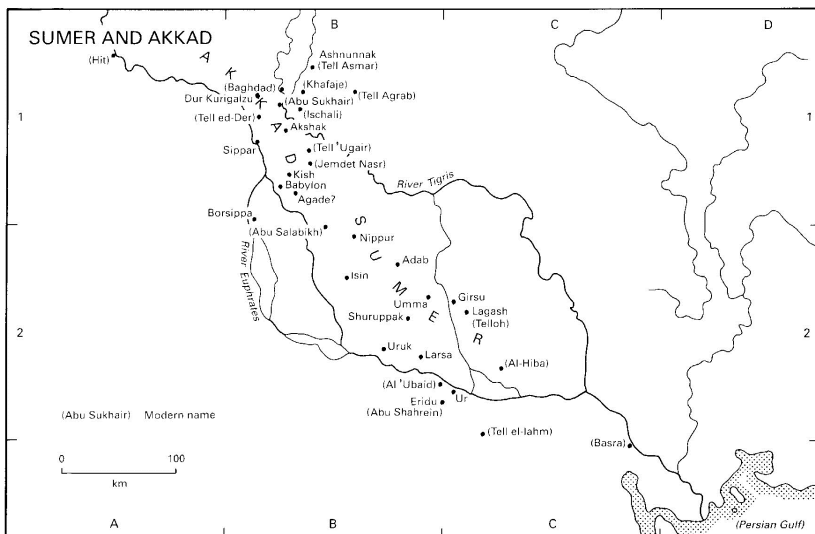 B
C
D
SUMER AND AKKAD
(Hit)
AKKAD
Ashnunnak
(Tell Asmar)
(Baghdad)
(Khafaje)
Dur Kurigalzu
(Abu Sukhair)
(Tell Agrab)
(Ischali)
(Tell ed-Der)
Akshak
1
1
Sippar
(Tell 'Ugair)
(Jemdet Nasr)
Kish
Babylon
Agade?
River Tigris
Borsippa
(Abu Salabikh)
SUMER
Nippur
River Euphrates
Adab
Isin
Umma
Girsu
Shuruppak
Lagash
(Telloh)
2
2
Uruk
Larsa
(Al-Hiba)
(Al 'Ubaid)
Ur
Eridu
(Abu Shahrein)
(Abu Sukhair) Modern name
(Tell el-lahm)
(Basra)
0 100
km
A
B
C
(Persian Gulf)